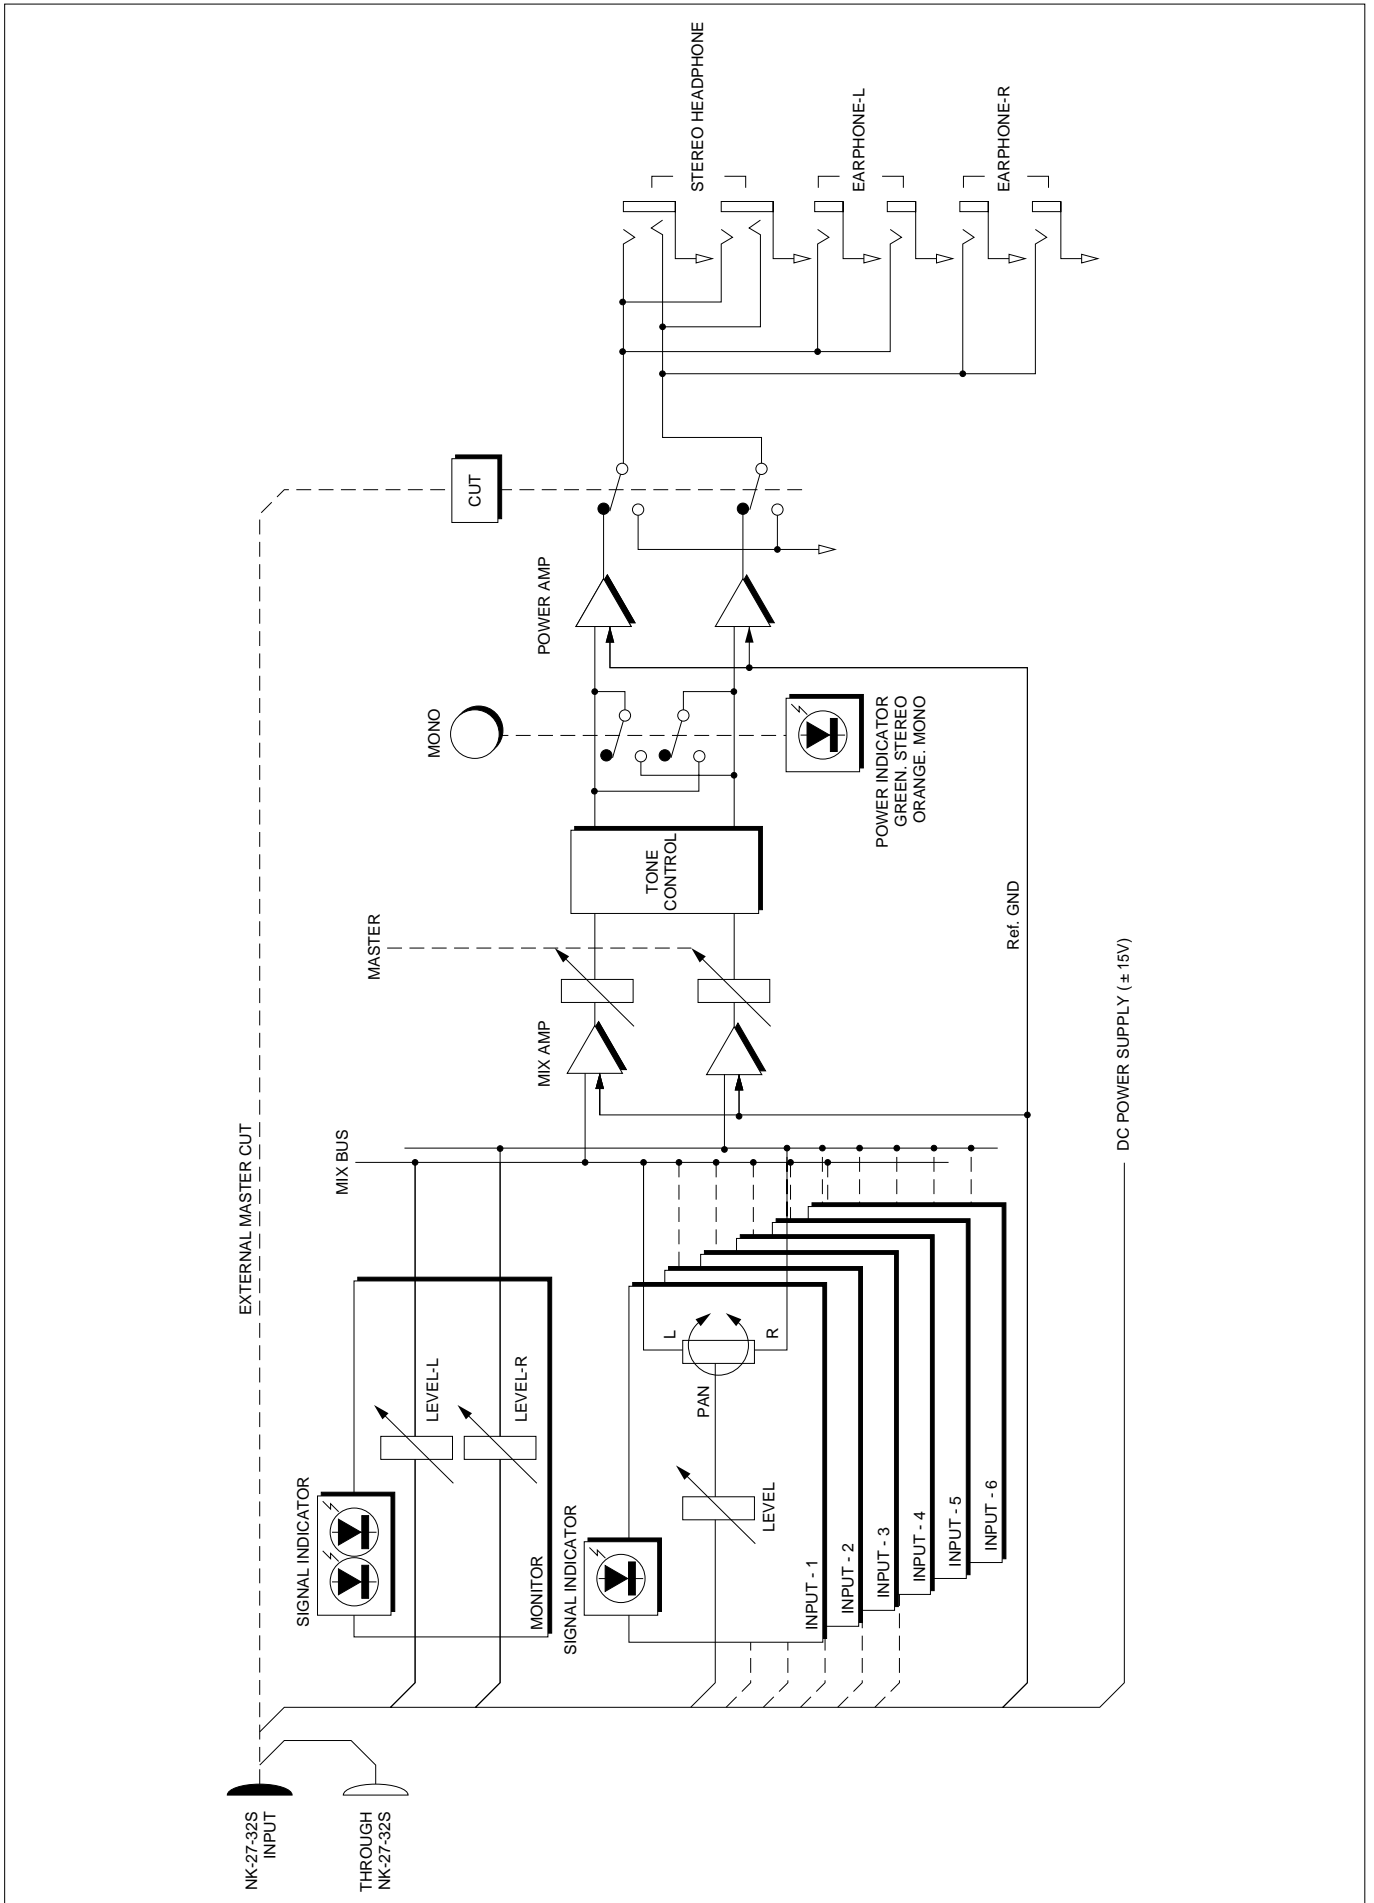 NK-27-32S
INPUT
THROUGH
NK-27-32S
EXTERNAL MASTER CUT
SIGNAL INDICATOR
LEVEL-L
LEVEL-R
MONITOR
SIGNAL INDICATOR
LEVEL
PAN
L
R
INPUT - 1
INPUT - 2
INPUT - 3
INPUT - 4
INPUT - 5
INPUT - 6
MIX BUS
MIX AMP
MASTER
TONE
CONTROL
MONO
POWER INDICATOR
GREEN. STEREO
ORANGE. MONO
POWER AMP
CUT
STEREO HEADPHONE
EARPHONE-L
EARPHONE-R
Ref. GND
DC POWER SUPPLY ( ± 15V)